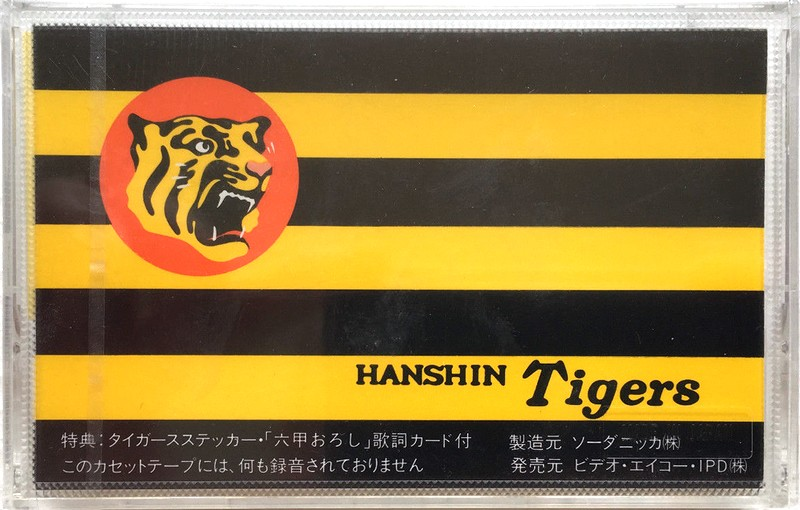 HANSHIN Tigers
特典:タイガースステッカー・「六甲おろし」歌詞カード付
このカセットテープには、何も録音されておりません
製造元 ソーダニッカ㈱
発売元 ビデオ・エイコー・IPD㈱